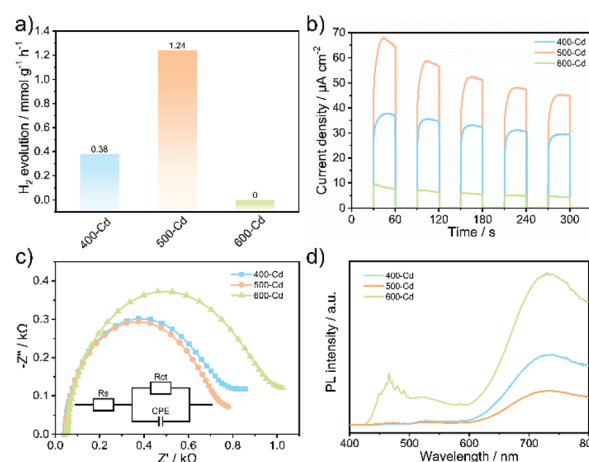 a)
H₂ evolution / mmol g⁻¹ h⁻¹
1.4
1.2
1.0
0.8
0.6
0.4
0.2
0.0
0.38
1.24
0
400-Cd
500-Cd
600-Cd
b)
Current density / μA cm⁻²
70
60
50
40
30
20
10
0
0
60
120
180
240
300
Time / s
400-Cd
500-Cd
600-Cd
c)
-Z'' / kΩ
0.4
0.3
0.2
0.1
0.0
0.0
0.2
0.4
0.6
0.8
1.0
Z' / kΩ
400-Cd
500-Cd
600-Cd
Rs
Rct
CPE
d)
PL intensity / a.u.
400
500
600
700
80
Wavelength / nm
400-Cd
500-Cd
600-Cd